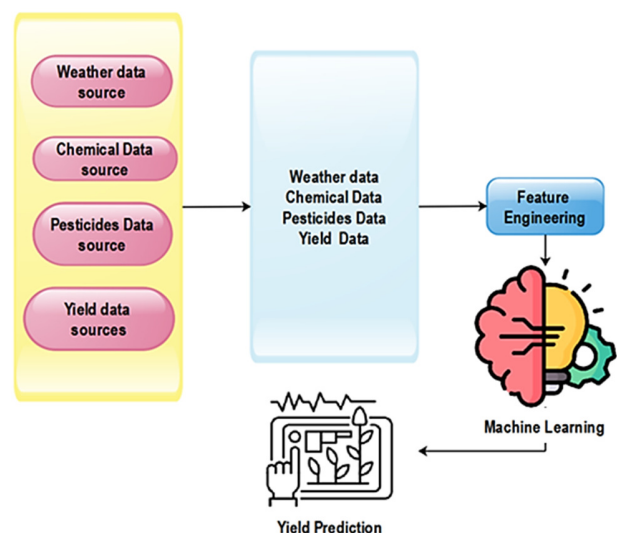 Weather data
source
Chemical Data
source
Pesticides Data
source
Yield data
sources
Weather data
Chemical Data
Pesticides Data
Yield Data
Feature
Engineering
Machine Learning
Yield Prediction